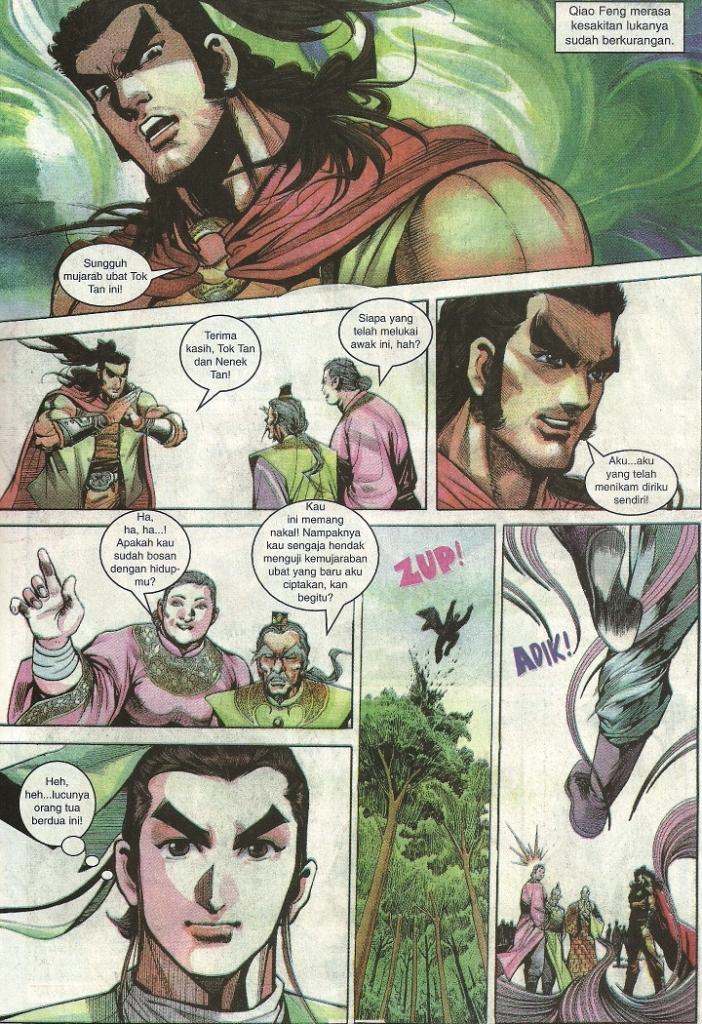 Qiao Feng merasa
kesakitan lukanya
sudah berkurangan.
Sungguh
mujarab ubat Tok
Tan ini!
Terima
kasih, Tok Tan
dan Nenek
Tan!
Siapa yang
telah melukai
awak ini, hah?
Aku...aku
yang telah
menikam diriku
sendiri!
Ha,
ha, ha...!
Apakah kau
sudah bosan
dengan hidup-
mu?
Kau
ini memang
nakal! Nampaknya
kau sengaja hendak
menguji kemujaraban
ubat yang baru aku
ciptakan, kan
begitu?
ZUP!
ADIK!
Heh,
heh...lucunya
orang tua
berdua ini!